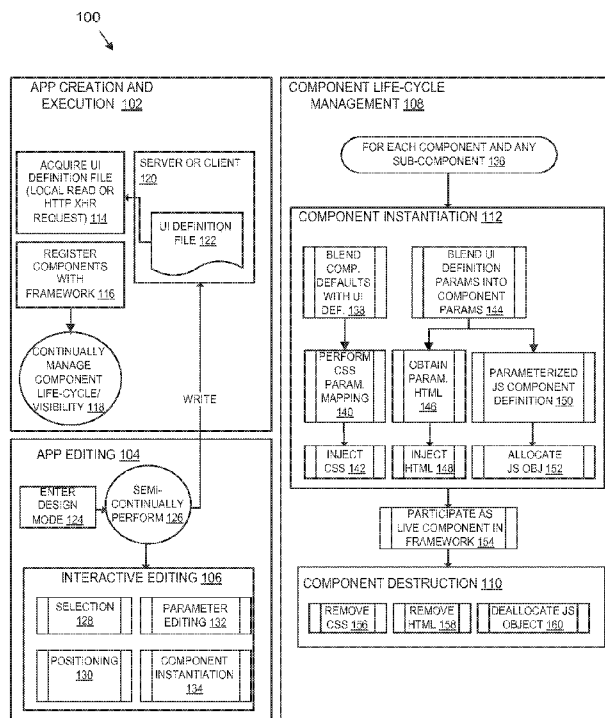 100
APP CREATION AND
EXECUTION 102
ACQUIRE UI
DEFINITION FILE
(LOCAL READ OR
HTTP XHR
REQUEST) 114
SERVER OR CLIENT
120
UI DEFINITION
FILE 122
REGISTER
COMPONENTS
WITH
FRAMEWORK 116
CONTINUALLY
MANAGE
COMPONENT
LIFE-CYCLE/
VISIBILITY 118
WRITE
APP EDITING 104
ENTER
DESIGN
MODE 124
SEMI-
CONTINUALLY
PERFORM 126
INTERACTIVE EDITING 106
SELECTION
128
PARAMETER
EDITING 132
POSITIONING
130
COMPONENT
INSTANTIATION
134
COMPONENT LIFE-CYCLE
MANAGEMENT 108
FOR EACH COMPONENT AND ANY
SUB-COMPONENT 136
COMPONENT INSTANTIATION 112
BLEND
COMP.
DEFAULTS
WITH UI
DEF. 138
BLEND UI
DEFINITION
PARAMS INTO
COMPONENT
PARAMS 144
PERFORM
CSS
PARAM.
MAPPING
140
OBTAIN
PARAM.
HTML
146
PARAMETERIZED
JS COMPONENT
DEFINITION 150
INJECT
CSS 142
INJECT
HTML 148
ALLOCATE
JS OBJ 152
PARTICIPATE AS
LIVE COMPONENT IN
FRAMEWORK 154
COMPONENT DESTRUCTION 110
REMOVE
CSS 156
REMOVE
HTML 158
DEALLOCATE JS
OBJECT 160